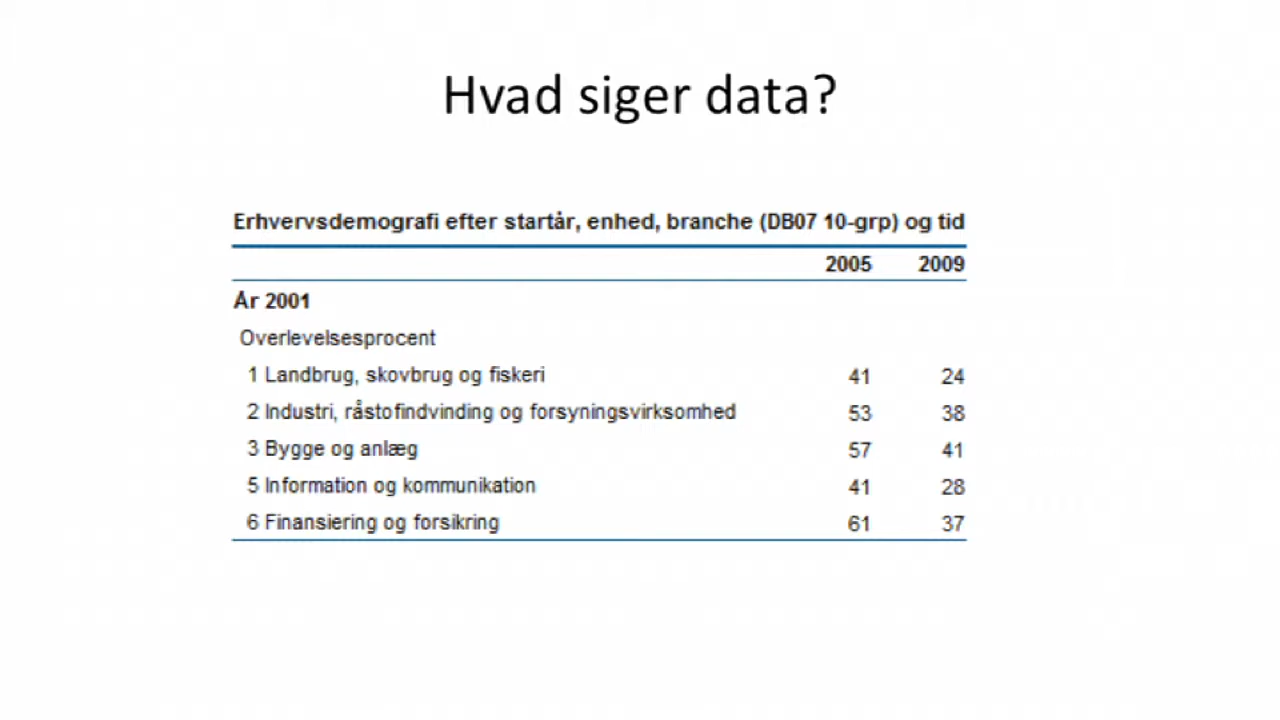 Hvad siger data?
Erhvervsdemografi efter startår, enhed, branche (DB07 10-grp) og tid
2005 2009
År 2001
Overlevelsesprocent
1 Landbrug, skovbrug og fiskeri 41 24
2 Industri, råstofindvinding og forsyningsvirksomhed 53 38
3 Bygge og anlæg 57 41
5 Information og kommunikation 41 28
6 Finansiering og forsikring 61 37